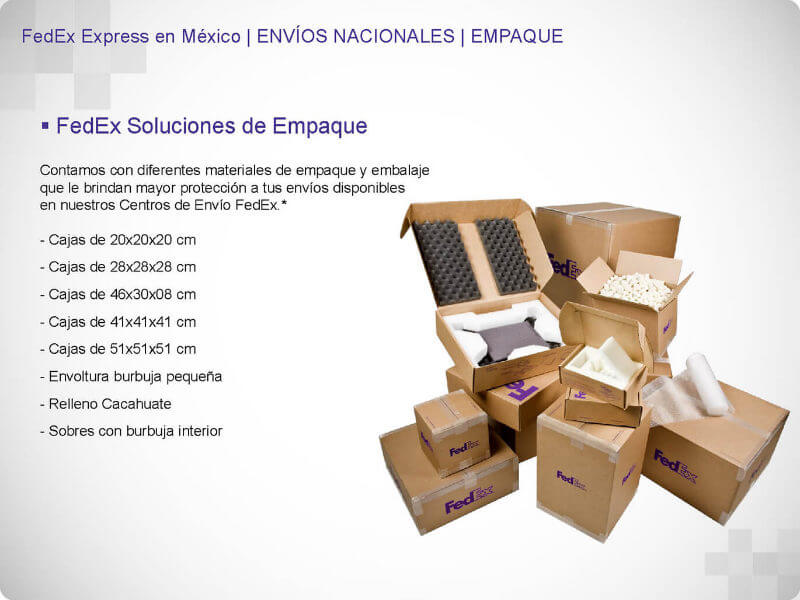 FedEx Express en México | ENVÍOS NACIONALES | EMPAQUE
▪ FedEx Soluciones de Empaque
Contamos con diferentes materiales de empaque y embalaje
que le brindan mayor protección a tus envíos disponibles
en nuestros Centros de Envío FedEx.*
- Cajas de 20x20x20 cm
- Cajas de 28x28x28 cm
- Cajas de 46x30x08 cm
- Cajas de 41x41x41 cm
- Cajas de 51x51x51 cm
- Envoltura burbuja pequeña
- Relleno Cacahuate
- Sobres con burbuja interior
FedEx
FedEx
FedEx
FedEx
FedEx
FedEx